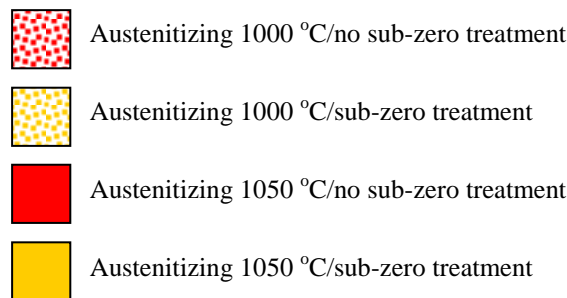 Austenitizing 1000 °C/no sub-zero treatment
Austenitizing 1000 °C/sub-zero treatment
Austenitizing 1050 °C/no sub-zero treatment
Austenitizing 1050 °C/sub-zero treatment